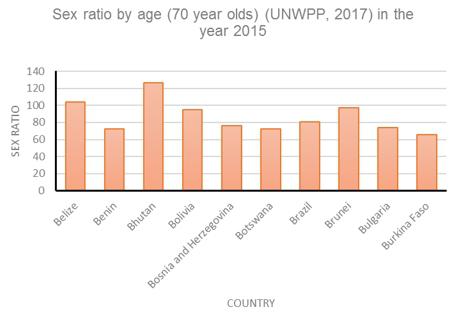 Sex ratio by age (70 year olds) (UNWPP, 2017) in the
year 2015
140
120
100
80
60
40
20
0
SEX RATIO
Belize
Benin
Bhutan
Bolivia
Bosnia and Herzegovina
Botswana
Brazil
Brunei
Bulgaria
Burkina Faso
COUNTRY